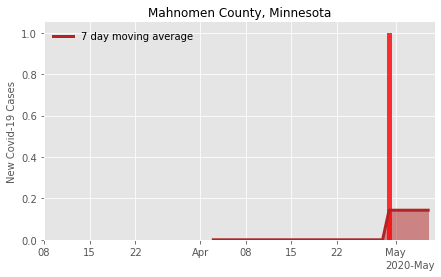 Mahnomen County, Minnesota
7 day moving average
New Covid-19 Cases
1.0
0.8
0.6
0.4
0.2
0.0
08 15 22 Apr 08 15 22 May
2020-May